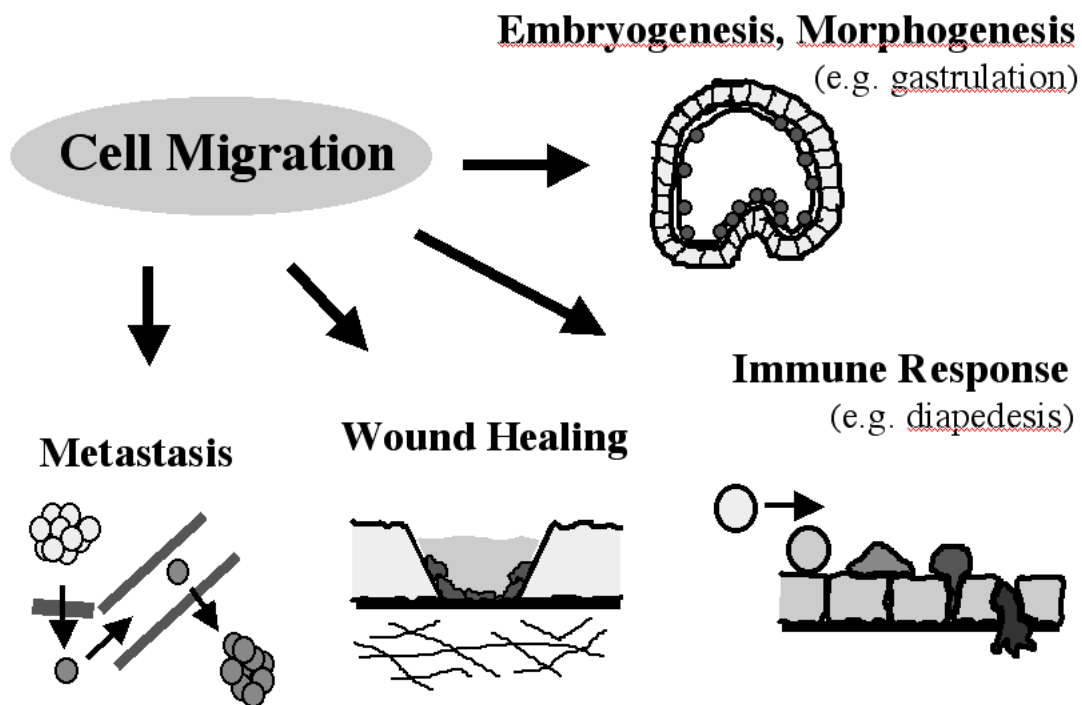 Embryogenesis, Morphogenesis
(e.g. gastrulation)
Cell Migration
Immune Response
(e.g. diapedesis)
Wound Healing
Metastasis